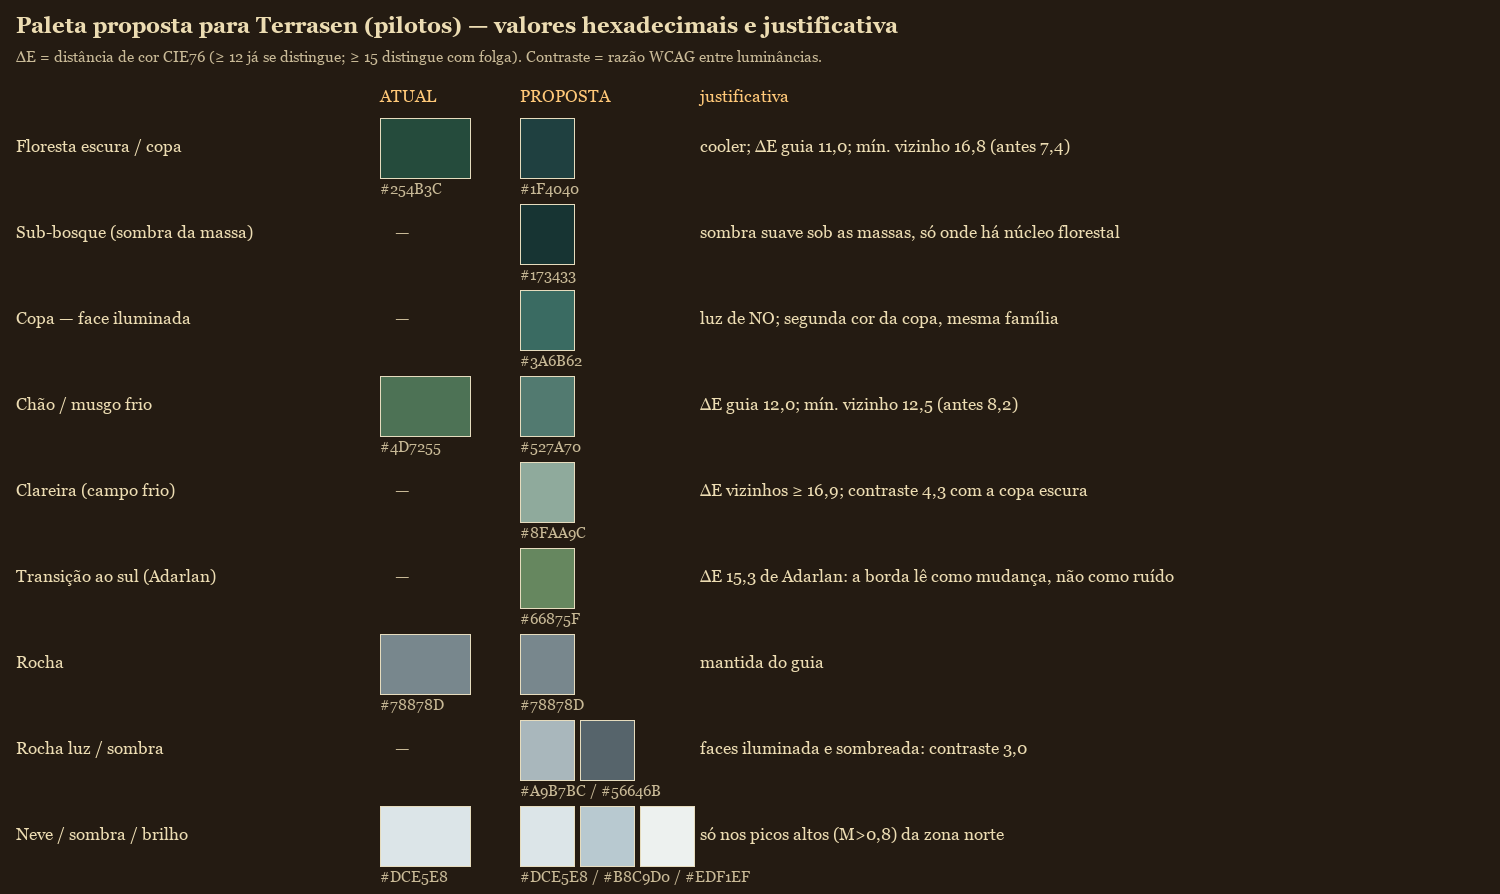 Paleta proposta para Terrasen (pilotos) — valores hexadecimais e justificativa
ΔE = distância de cor CIE76 (≥ 12 já se distingue; ≥ 15 distingue com folga). Contraste = razão WCAG entre luminâncias.
ATUAL PROPOSTA justificativa
Floresta escura / copa cooler; ΔE guia 11,0; mín. vizinho 16,8 (antes 7,4)
#254B3C #1F4040
Sub-bosque (sombra da massa) — sombra suave sob as massas, só onde há núcleo florestal
#173433
Copa — face iluminada — luz de NO; segunda cor da copa, mesma família
#3A6B62
Chão / musgo frio ΔE guia 12,0; mín. vizinho 12,5 (antes 8,2)
#4D7255 #527A70
Clareira (campo frio) — ΔE vizinhos ≥ 16,9; contraste 4,3 com a copa escura
#8FAA9C
Transição ao sul (Adarlan) — ΔE 15,3 de Adarlan: a borda lê como mudança, não como ruído
#66875F
Rocha mantida do guia
#78878D #78878D
Rocha luz / sombra — faces iluminada e sombreada: contraste 3,0
#A9B7BC / #56646B
Neve / sombra / brilho só nos picos altos (M>0,8) da zona norte
#DCE5E8 #DCE5E8 / #B8C9D0 / #EDF1EF